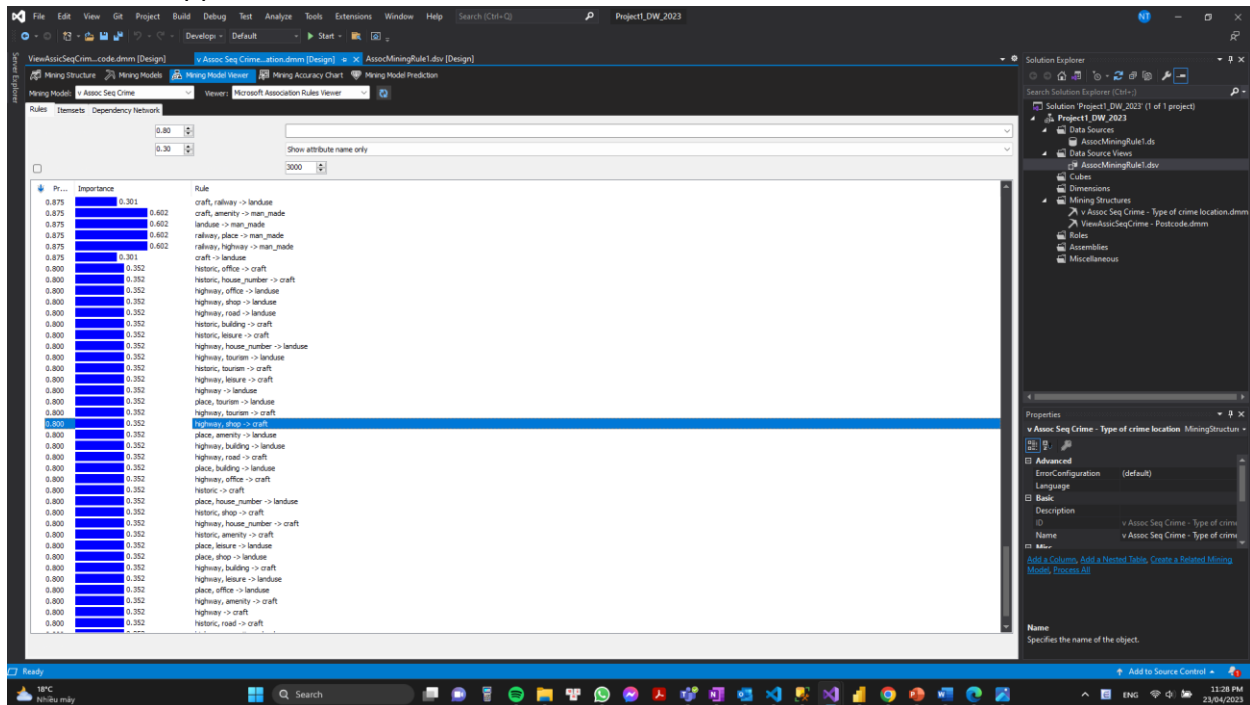 File Edit View Git Project Build Debug Test Analyze Tools Extensions Window Help Search (Ctrl+Q) Project1_DW_2023 NT
Develop Default Start
ViewAssicSeqCrim...code.dmm [Design] v Assoc Seq Crime...ation.dmm [Design] AssocMiningRule1.dsv [Design]
Mining Structure Mining Models Mining Model Viewer Mining Accuracy Chart Mining Model Prediction
Mining Model: v Assoc Seq Crime Viewer: Microsoft Association Rules Viewer
Rules Itemsets Dependency Network
0.80
0.30 Show attribute name only
3000
Pr... Importance Rule
0.875 0.301 craft, railway -> landuse
0.875 0.602 craft, amenity -> man_made
0.875 0.602 landuse -> man_made
0.875 0.602 railway, place -> man_made
0.875 0.602 railway, highway -> man_made
0.875 0.301 craft -> landuse
0.800 0.352 historic, office -> craft
0.800 0.352 historic, house_number -> craft
0.800 0.352 highway, office -> landuse
0.800 0.352 highway, shop -> landuse
0.800 0.352 highway, road -> landuse
0.800 0.352 historic, building -> craft
0.800 0.352 historic, leisure -> craft
0.800 0.352 highway, house_number -> landuse
0.800 0.352 highway, tourism -> landuse
0.800 0.352 historic, tourism -> craft
0.800 0.352 highway, leisure -> craft
0.800 0.352 highway -> landuse
0.800 0.352 place, tourism -> landuse
0.800 0.352 highway, tourism -> craft
0.800 0.352 highway, shop -> craft
0.800 0.352 place, amenity -> landuse
0.800 0.352 highway, building -> landuse
0.800 0.352 highway, road -> craft
0.800 0.352 place, building -> landuse
0.800 0.352 highway, office -> craft
0.800 0.352 historic -> craft
0.800 0.352 place, house_number -> landuse
0.800 0.352 historic, shop -> craft
0.800 0.352 highway, house_number -> craft
0.800 0.352 historic, amenity -> craft
0.800 0.352 place, leisure -> landuse
0.800 0.352 place, shop -> landuse
0.800 0.352 highway, building -> craft
0.800 0.352 highway, leisure -> landuse
0.800 0.352 place, office -> landuse
0.800 0.352 highway, amenity -> craft
0.800 0.352 highway -> craft
0.800 0.352 historic, road -> craft
Server Explorer
Solution Explorer
Search Solution Explorer (Ctrl+;)
Solution 'Project1_DW_2023' (1 of 1 project)
Project1_DW_2023
Data Sources
AssocMiningRule1.ds
Data Source Views
AssocMiningRule1.dsv
Cubes
Dimensions
Mining Structures
v Assoc Seq Crime - Type of crime location.dmm
ViewAssicSeqCrime - Postcode.dmm
Roles
Assemblies
Miscellaneous
Properties
v Assoc Seq Crime - Type of crime location MiningStructure
Advanced
ErrorConfiguration (default)
Language
Basic
Description
ID v Assoc Seq Crime - Type of crime
Name v Assoc Seq Crime - Type of crime
Misc
Add a Column, Add a Nested Table, Create a Related Mining
Model, Process All
Name
Specifies the name of the object.
Ready Add to Source Control
18°C
Nhiều mây
Search
ENG
11:28 PM
23/04/2023